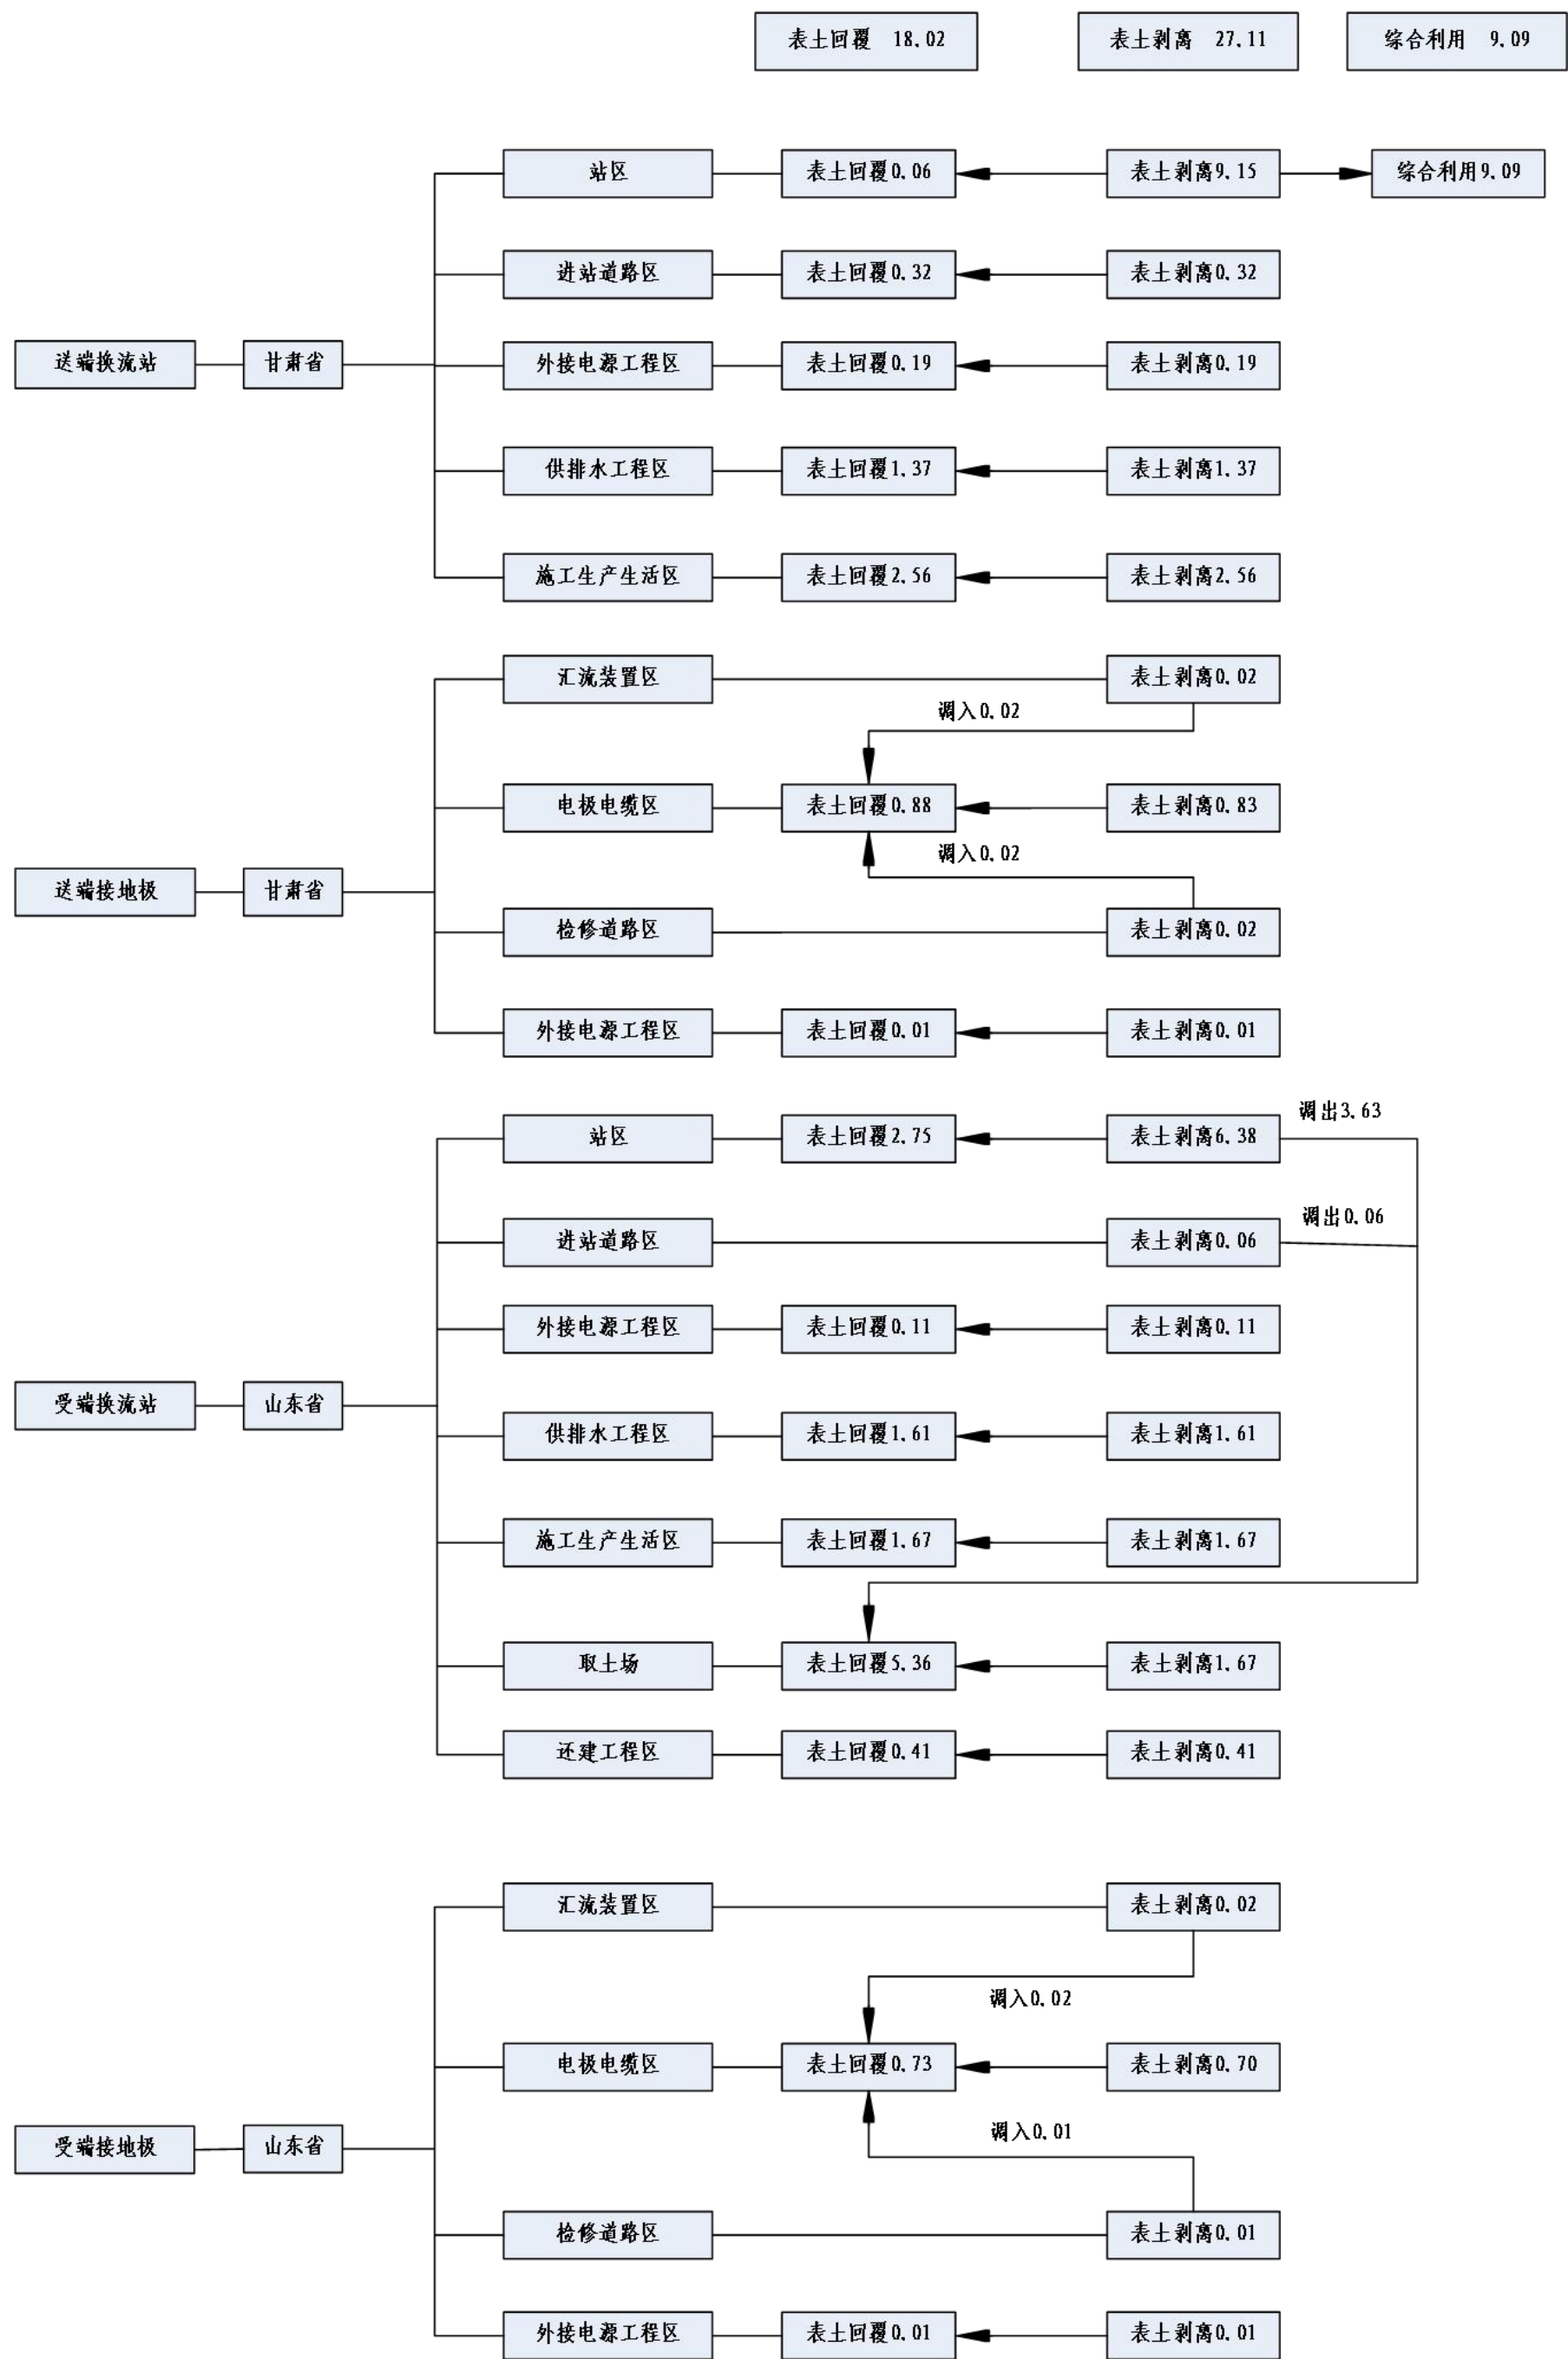 表土回覆 18.02
表土剥离 27.11
综合利用 9.09
站区
表土回覆0.06
表土剥离9.15
综合利用9.09
进站道路区
表土回覆0.32
表土剥离0.32
送端换流站
甘肃省
外接电源工程区
表土回覆0.19
表土剥离0.19
供排水工程区
表土回覆1.37
表土剥离1.37
施工生产生活区
表土回覆2.56
表土剥离2.56
汇流装置区
表土剥离0.02
调入0.02
电极电缆区
表土回覆0.88
表土剥离0.83
调入0.02
送端接地极
甘肃省
检修道路区
表土剥离0.02
外接电源工程区
表土回覆0.01
表土剥离0.01
调出3.63
站区
表土回覆2.75
表土剥离6.38
调出0.06
进站道路区
表土剥离0.06
外接电源工程区
表土回覆0.11
表土剥离0.11
受端换流站
山东省
供排水工程区
表土回覆1.61
表土剥离1.61
施工生产生活区
表土回覆1.67
表土剥离1.67
取土场
表土回覆5.36
表土剥离1.67
还建工程区
表土回覆0.41
表土剥离0.41
汇流装置区
表土剥离0.02
调入0.02
电极电缆区
表土回覆0.73
表土剥离0.70
调入0.01
受端接地极
山东省
检修道路区
表土剥离0.01
外接电源工程区
表土回覆0.01
表土剥离0.01